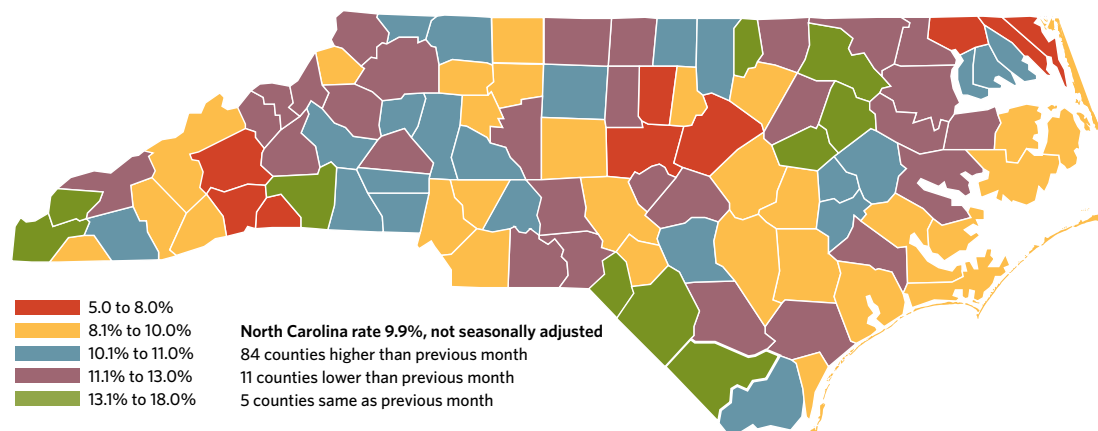 5.0 to 8.0%
8.1% to 10.0%
10.1% to 11.0%
11.1% to 13.0%
13.1% to 18.0%
North Carolina rate 9.9%, not seasonally adjusted
84 counties higher than previous month
11 counties lower than previous month
5 counties same as previous month